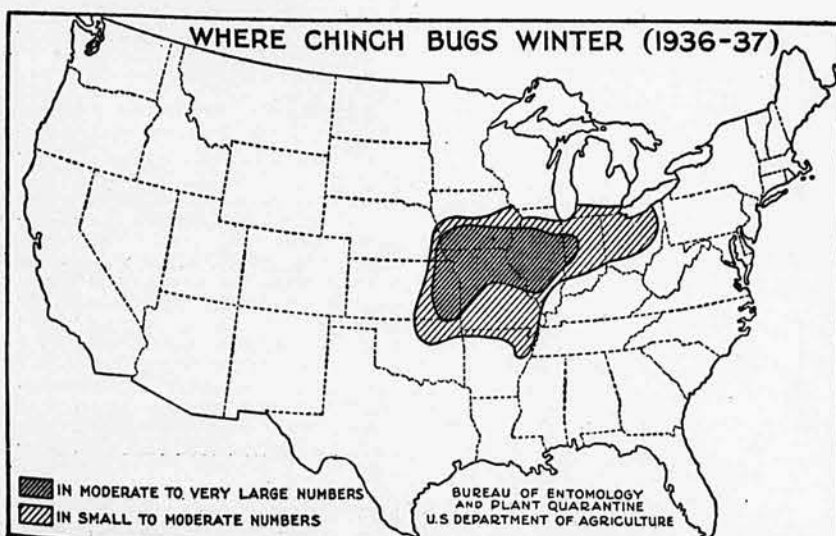 WHERE CHINCH BUGS WINTER (1936-37)
IN MODERATE TO VERY LARGE NUMBERS
IN SMALL TO MODERATE NUMBERS
BUREAU OF ENTOMOLOGY
AND PLANT QUARANTINE
U.S DEPARTMENT OF AGRICULTURE